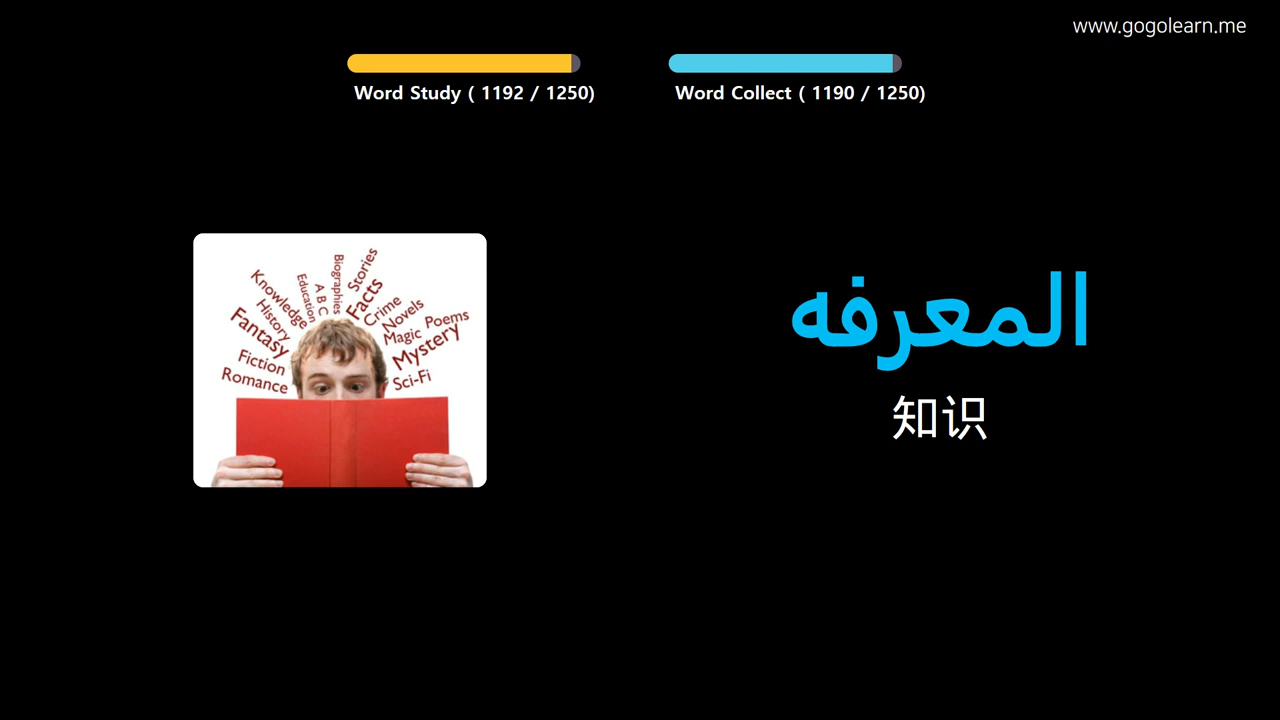 www.gogolearn.me
Word Study ( 1192 / 1250)
Word Collect ( 1190 / 1250)
Stories
Biographies
Facts
A B C
Education
Knowledge
Crime
History
Novels
Fantasy
Poems
Magic
Mystery
Fiction
Romance
Sci-Fi
المعرفه
知识